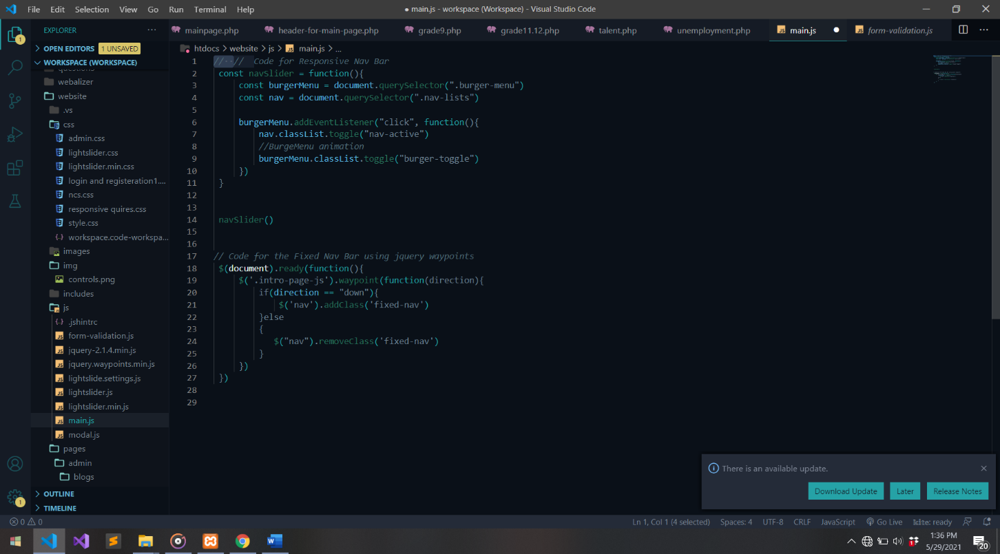 File Edit Selection View Go Run Terminal Help
● main.js - workspace (Workspace) - Visual Studio Code
EXPLORER ...
mainpage.php header-for-main-page.php grade9.php grade11.12.php talent.php unemployment.php main.js ● form-validation.js ...
1
OPEN EDITORS 1 UNSAVED
WORKSPACE (WORKSPACE)
questions
webalizer
website
.vs
css
admin.css
lightslider.css
lightslider.min.css
login and registeration1....
ncs.css
responsive quires.css
style.css
{..} workspace.code-workspa...
images
img
controls.png
includes
js
{..} .jshintrc
form-validation.js
jquery-2.1.4.min.js
jquery.waypoints.min.js
lightslide.settings.js
lightslider.js
lightslider.min.js
main.js
modal.js
pages
admin
blogs
OUTLINE
TIMELINE
1
htdocs > website > js > JS main.js > ...
1 // ·· // Code for Responsive Nav Bar
2 const navSlider = function(){
3 const burgerMenu = document.querySelector(".burger-menu")
4 const nav = document.querySelector(".nav-lists")
5
6 burgerMenu.addEventListener("click", function(){
7 nav.classList.toggle("nav-active")
8 //BurgeMenu animation
9 burgerMenu.classList.toggle("burger-toggle")
10 })
11 }
12
13
14 navSlider()
15
16
17 // Code for the Fixed Nav Bar using jquery waypoints
18 $(document).ready(function(){
19 $('.intro-page-js').waypoint(function(direction){
20 if(direction == "down"){
21 $('nav').addClass('fixed-nav')
22 }else
23 {
24 $("nav").removeClass('fixed-nav')
25 }
26 })
27 })
28
29
There is an available update.
Download Update Later Release Notes
0 0 Ln 1, Col 1 (4 selected) Spaces: 4 UTF-8 CRLF JavaScript Go Live kite: ready
1:36 PM
5/29/2021
1
20